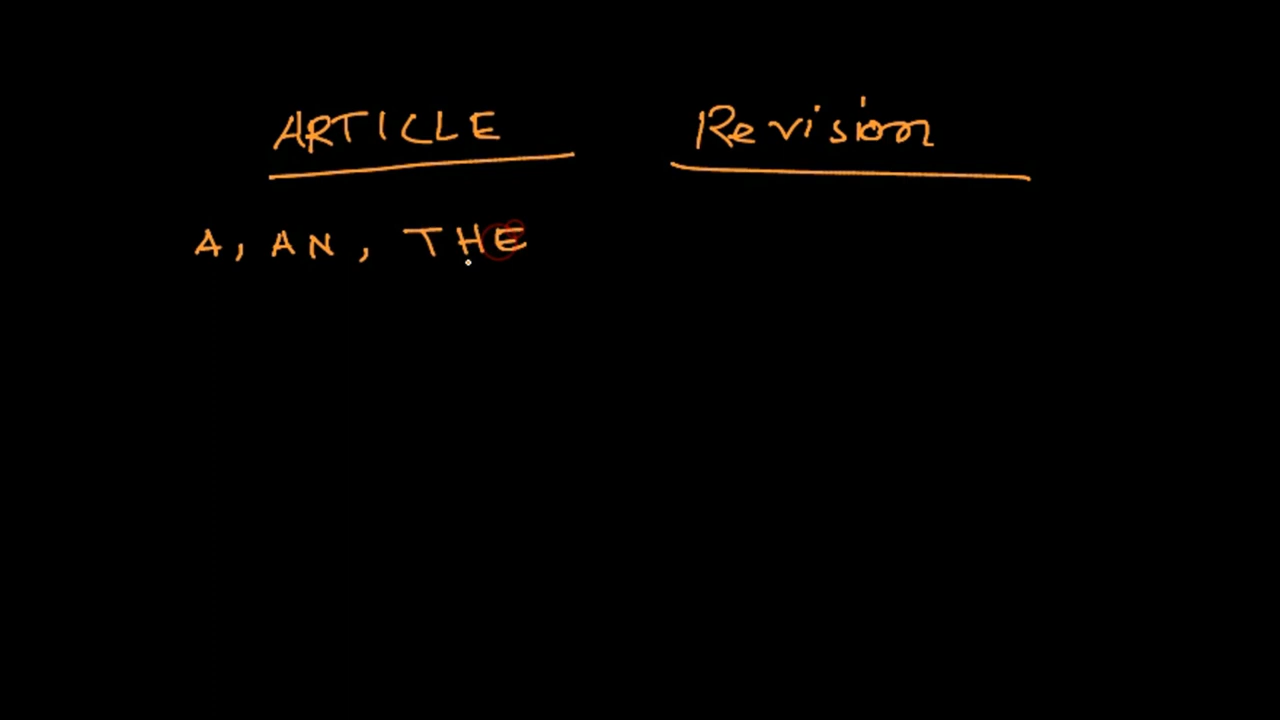 ARTICLE Revision
A, AN, THE